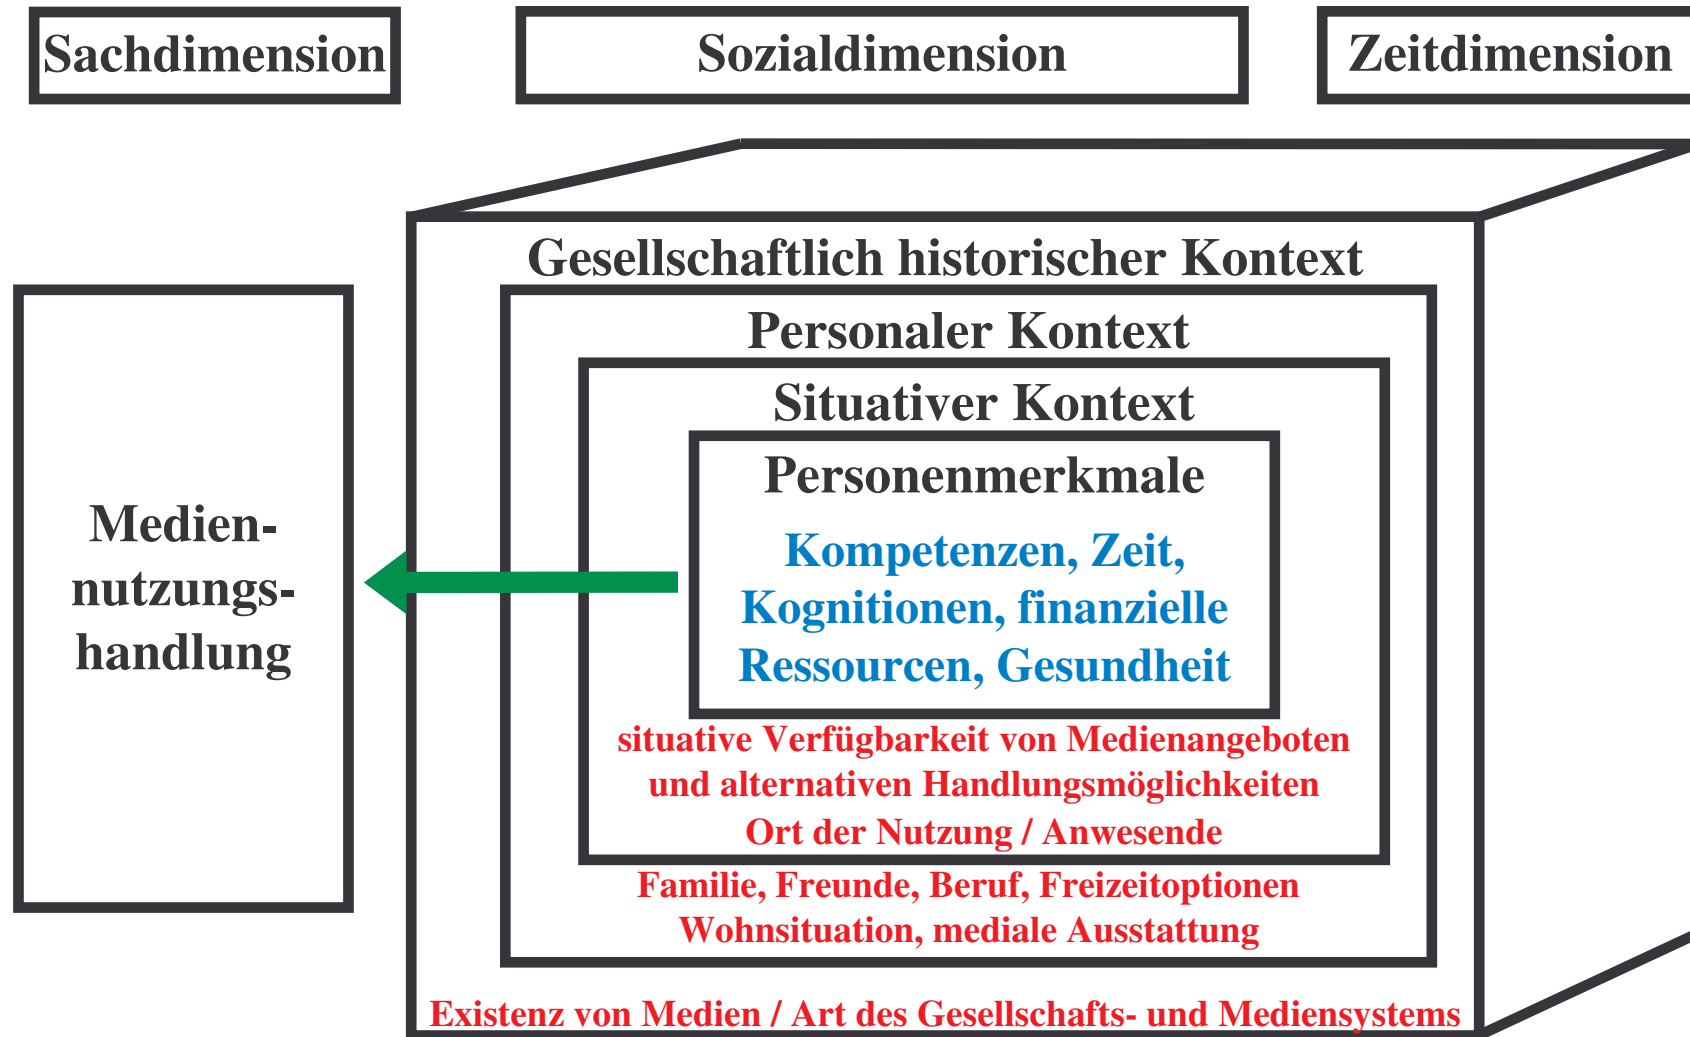 Sachdimension
Sozialdimension
Zeitdimension
Gesellschaftlich historischer Kontext
Personaler Kontext
Situativer Kontext
Personenmerkmale
Kompetenzen, Zeit,
Kognitionen, finanzielle
Ressourcen, Gesundheit
Medien-
nutzungs-
handlung
situative Verfügbarkeit von Medienangeboten
und alternativen Handlungsmöglichkeiten
Ort der Nutzung / Anwesende
Familie, Freunde, Beruf, Freizeitoptionen
Wohnsituation, mediale Ausstattung
Existenz von Medien / Art des Gesellschafts- und Mediensystems